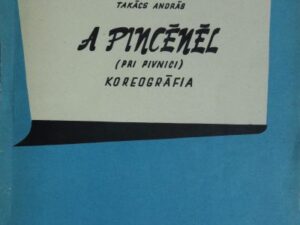 TAKÁCS ANDRÁS
A PINCÉNÉL
(PRI PIVNICI)
KOREOGRÁFIA